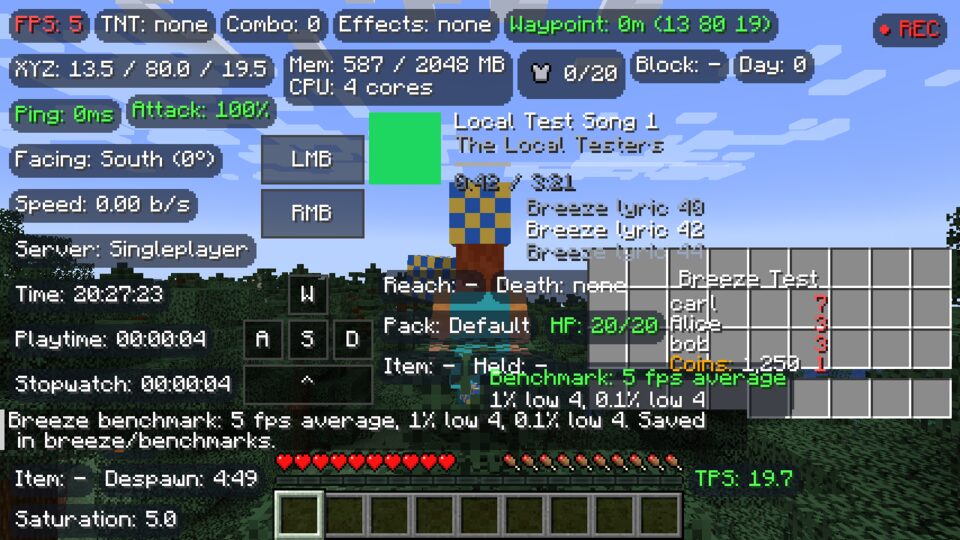 FPS: 5
TNT: none
Combo: 0
Effects: none
Waypoint: 0m (13 80 19)
REC
XYZ: 13.5 / 80.0 / 19.5
Mem: 587 / 2048 MB
CPU: 4 cores
0/20
Block: -
Day: 0
Ping: 0ms
Attack: 100%
Local Test Song 1
The Local Testers
0:42 / 3:21
Facing: South (0°)
LMB
Speed: 0.00 b/s
RMB
Breeze lyric 40
Breeze lyric 42
Breeze lyric 44
Server: Singleplayer
Time: 20:27:23
W
Reach: -
Death: none
Breeze Test
carl 7
Alice 3
bob 3
Coins: 1,250 1
Playtime: 00:00:04
A
S
D
Pack: Default
HP: 20/20
Stopwatch: 00:00:04
^
Item: -
Held: -
Benchmark: 5 fps average
1% low 4, 0.1% low 4
Breeze benchmark: 5 fps average, 1% low 4, 0.1% low 4. Saved
in breeze/benchmarks.
Item: -
Despawn: 4:49
TPS: 19.7
Saturation: 5.0